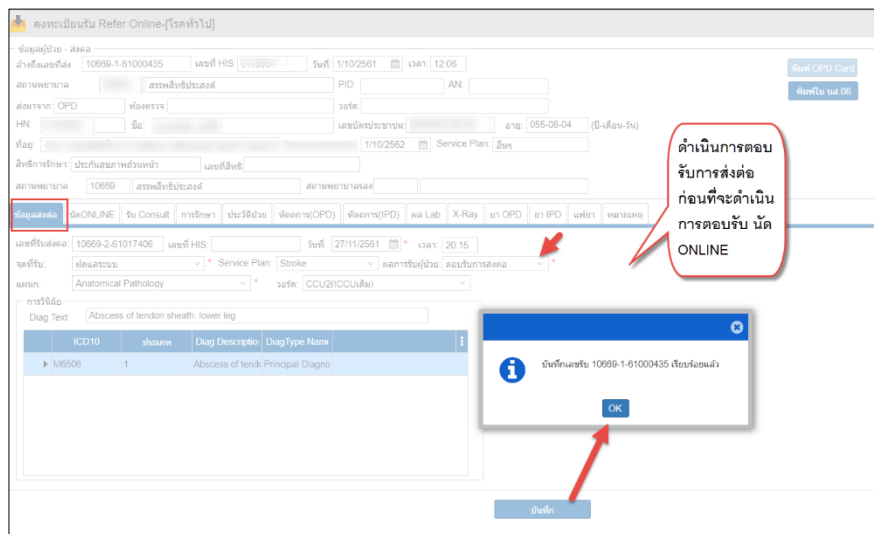 ลงทะเบียนรับ Refer Online-[โรคทั่วไป]
ข้อมูลผู้ป่วย - ส่งต่อ
อ้างถึงเลขที่ส่ง 10669-1-61000435 เลขที่ HIS: วันที่ 1/10/2561 เวลา: 12:06
พิมพ์ OPD Card
สถานพยาบาล สรรพสิทธิประสงค์ PID: AN:
พิมพ์ใบ บส.08
ส่งมาจาก: OPD ห้องตรวจ: วอร์ด:
HN: ชื่อ: เลขบัตรประชาชน: อายุ: 055-08-04 (ปี-เดือน-วัน)
ที่อยู่: 1/10/2562 Service Plan: อื่นๆ
สิทธิการรักษา: ประกันสุขภาพถ้วนหน้า เลขที่สิทธิ:
สถานพยาบาล 10669 สรรพสิทธิประสงค์ สถานพยาบาลรอง
ดำเนินการตอบ
รับการส่งต่อ
ก่อนที่จะดำเนิน
การตอบรับ นัด
ONLINE
ข้อมูลส่งต่อ นัดONLINE รับ Consult การรักษา ประวัติป่วย หัตถการ(OPD) หัตถการ(IPD) ผล Lab X-Ray ยา OPD ยา IPD แพ้ยา หมายเหตุ
เลขที่รับส่งต่อ: 10669-2-61017406 เลขที่ HIS: วันที่ 27/11/2561 * เวลา: 20:15
จุดที่รับ: ผู้ดูแลระบบ * Service Plan: Stroke ผลการรับผู้ป่วย: ตอบรับการส่งต่อ *
แผนก: Anatomical Pathology * วอร์ด: CCU2(ICCUเดิม)
การวินิจฉัย
Diag Text: Abscess of tendon sheath: lower leg
ICD10 ประเภท Diag Descriptio DiagType Name
M6506 1 Abscess of tend Principal Diagno
บันทึกเลขรับ 10669-1-61000435 เรียบร้อยแล้ว
OK
บันทึก